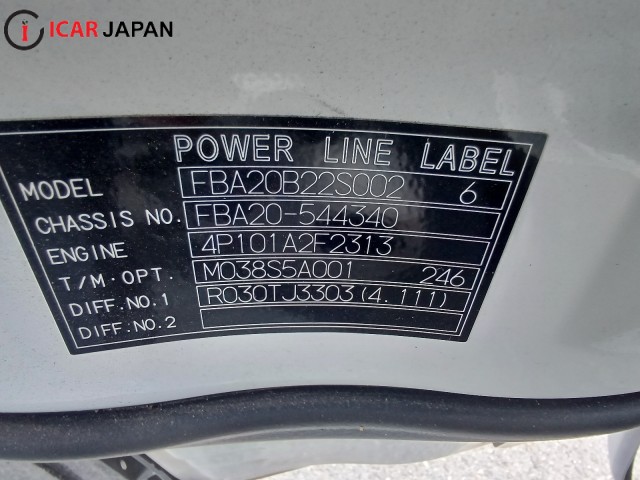 ICAR JAPAN
POWER LINE LABEL
MODEL FBA20B22S002 6
CHASSIS NO. FBA20-544340
ENGINE 4P101A2F2313
T/M·OPT. M038S5A001 246
DIFF.NO.1 R030TJ3303(4.111)
DIFF.NO.2